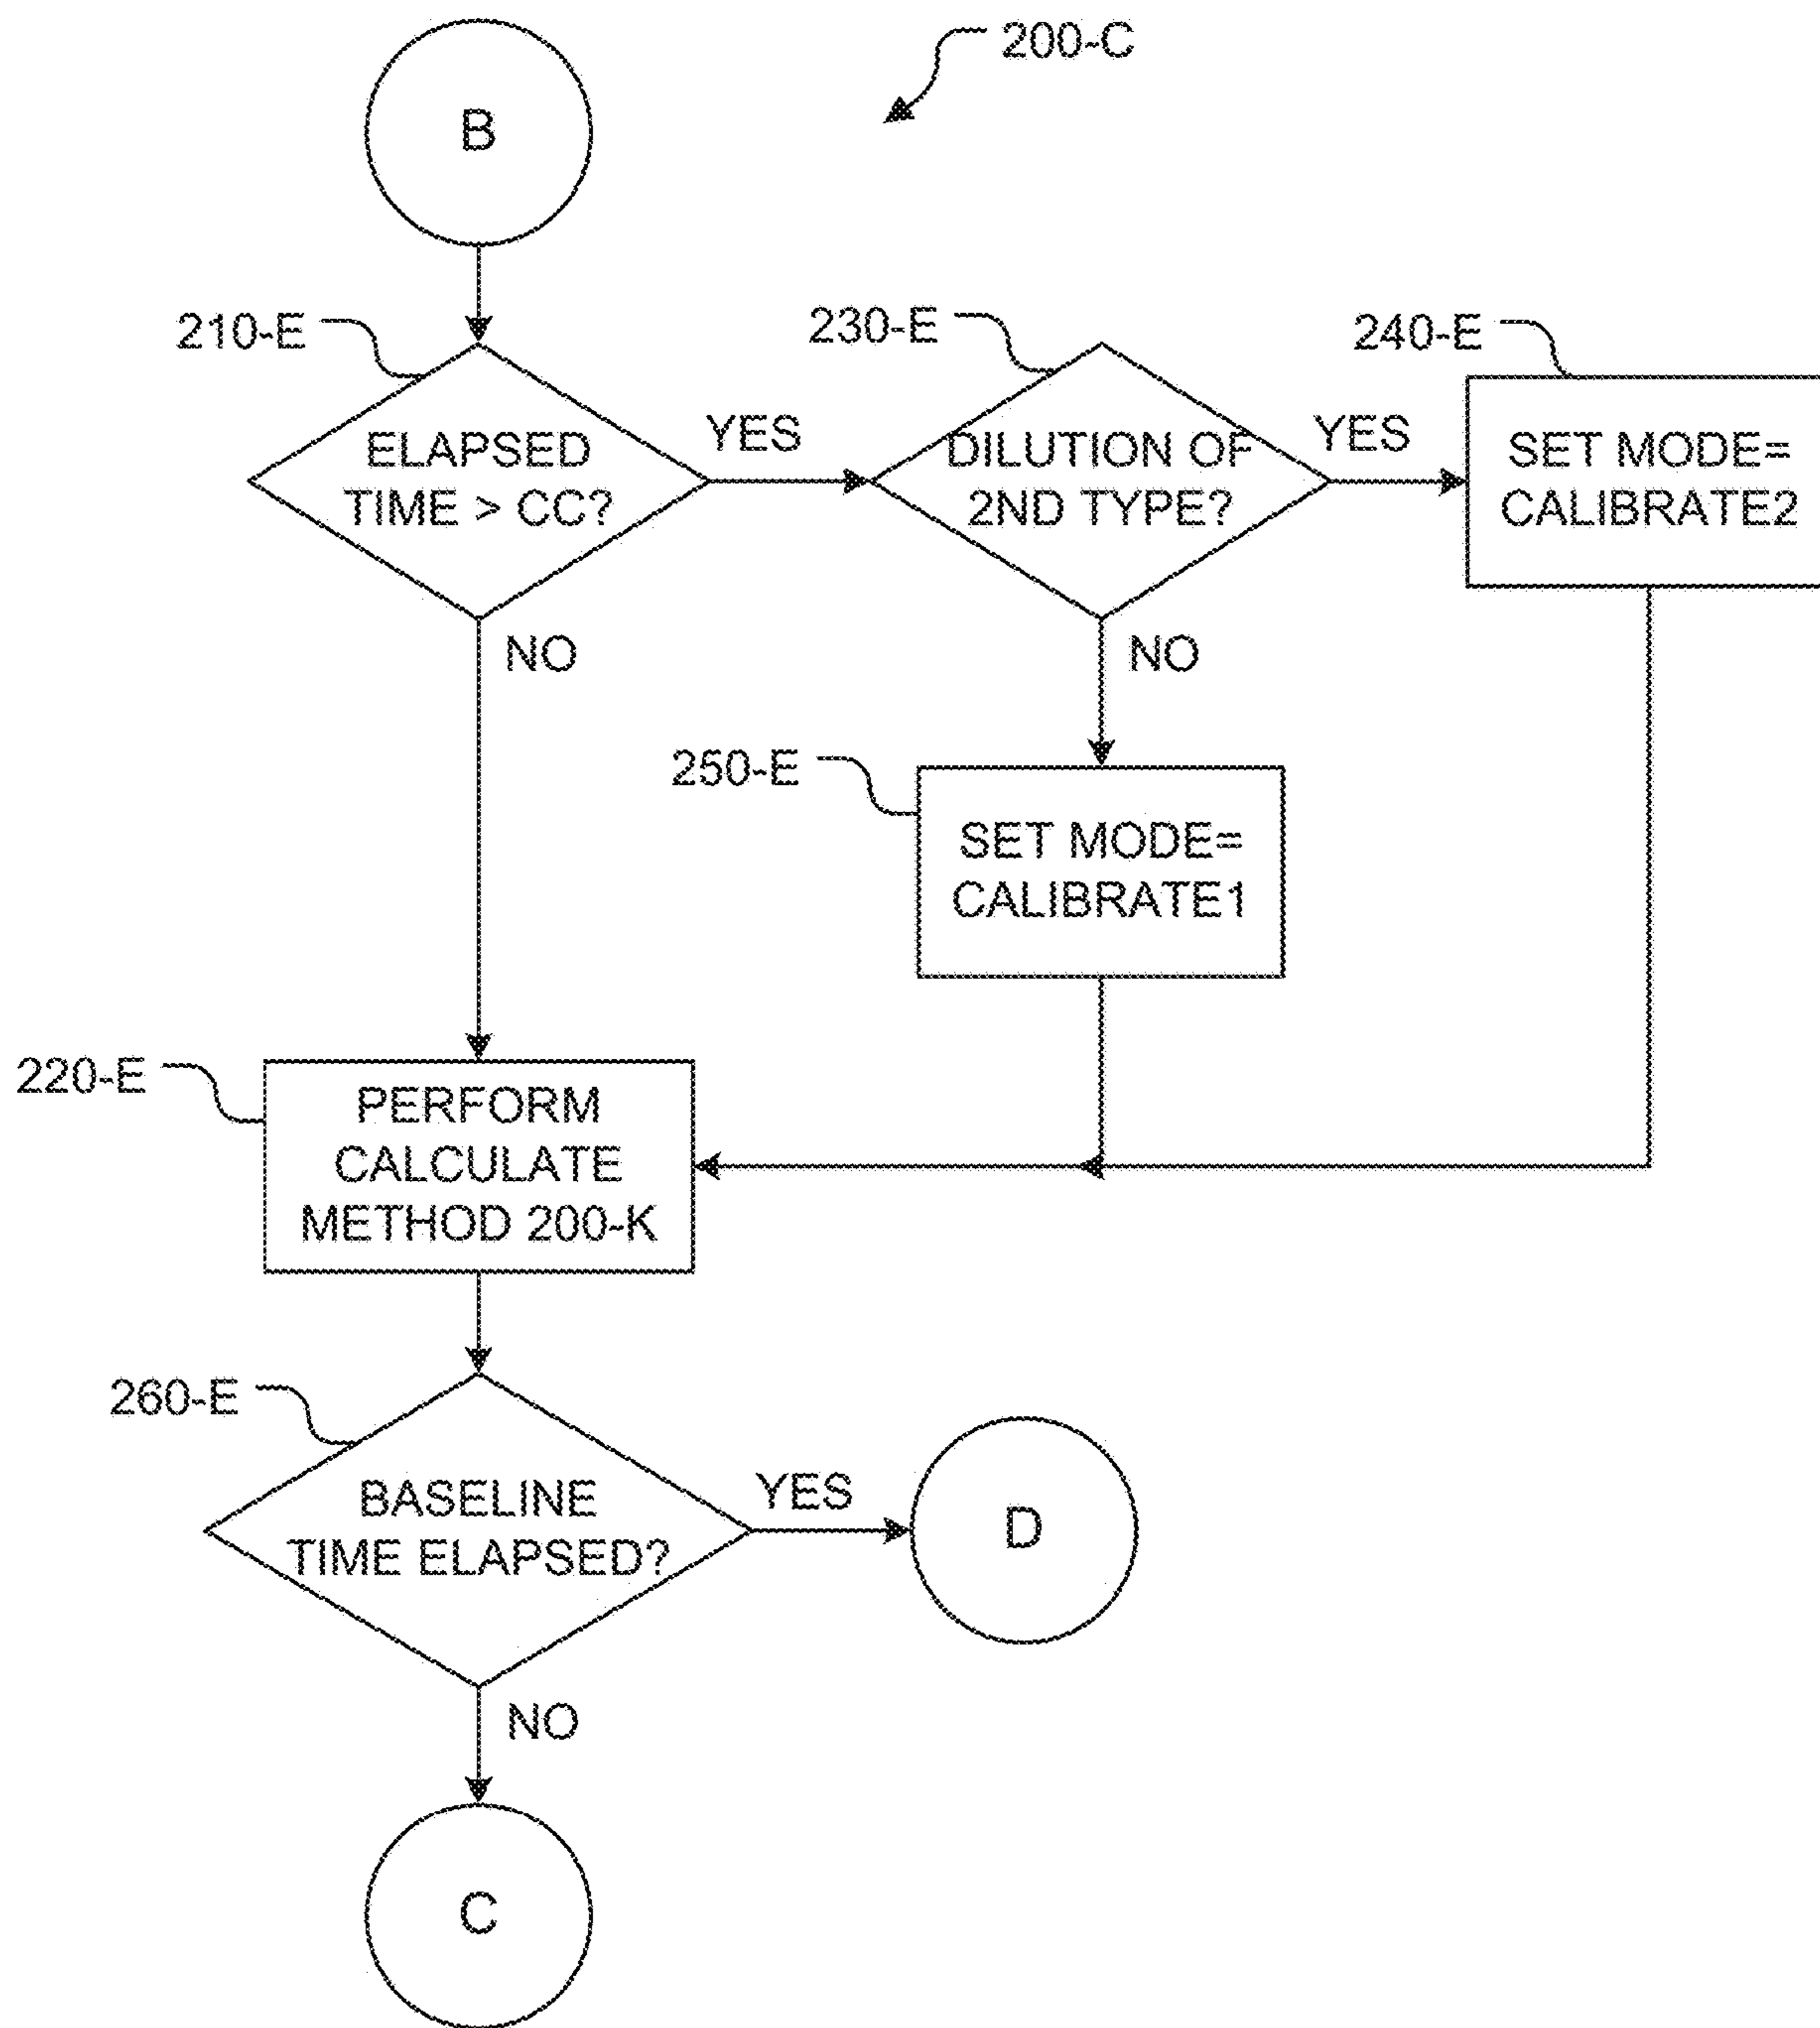 200-C
B
210-E
230-E
240-E
ELAPSED
TIME > CC?
YES
DILUTION OF
2ND TYPE?
YES
SET MODE=
CALIBRATE2
NO
NO
250-E
SET MODE=
CALIBRATE1
220-E
PERFORM
CALCULATE
METHOD 200-K
260-E
BASELINE
TIME ELAPSED?
YES
D
NO
C